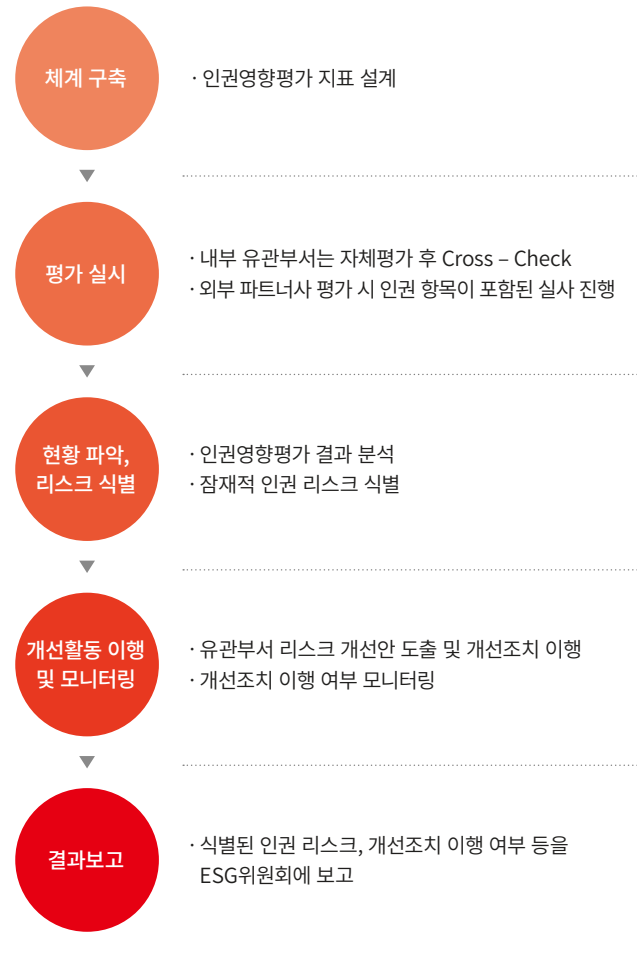 체계 구축
· 인권영향평가 지표 설계
평가 실시
· 내부 유관부서는 자체평가 후 Cross – Check
· 외부 파트너사 평가 시 인권 항목이 포함된 실사 진행
현황 파악,
리스크 식별
· 인권영향평가 결과 분석
· 잠재적 인권 리스크 식별
개선활동 이행
및 모니터링
· 유관부서 리스크 개선안 도출 및 개선조치 이행
· 개선조치 이행 여부 모니터링
결과보고
· 식별된 인권 리스크, 개선조치 이행 여부 등을
ESG위원회에 보고